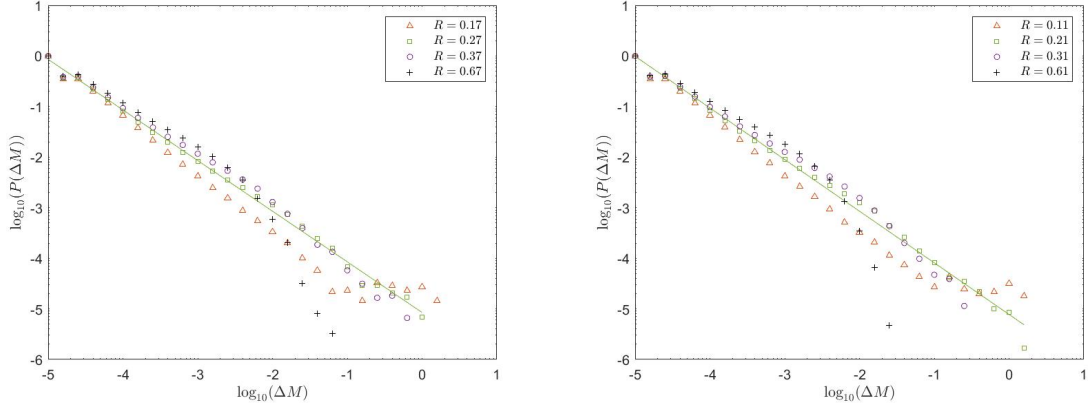 R = 0.17
R = 0.27
R = 0.37
R = 0.67
1
0
-1
-2
-3
-4
-5
-6
log10(P(ΔM))
-5
-4
-3
-2
-1
0
1
log10(ΔM)
R = 0.11
R = 0.21
R = 0.31
R = 0.61
1
0
-1
-2
-3
-4
-5
-6
log10(P(ΔM))
-5
-4
-3
-2
-1
0
1
log10(ΔM)